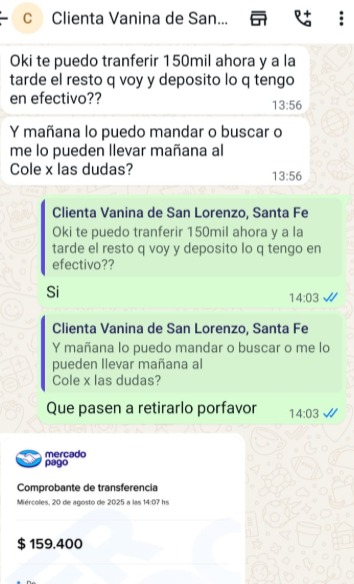 C Clienta Vanina de San...
Oki te puedo tranferir 150mil ahora y a la
tarde el resto q voy y deposito lo q tengo
en efectivo??
13:56
Y mañana lo puedo mandar o buscar o
me lo pueden llevar mañana al
Cole x las dudas?
13:56
Clienta Vanina de San Lorenzo, Santa Fe
Oki te puedo tranferir 150mil ahora y a la
tarde el resto q voy y deposito lo q tengo en
efectivo??
Si
14:03
Clienta Vanina de San Lorenzo, Santa Fe
Y mañana lo puedo mandar o buscar o me lo
pueden llevar mañana al
Cole x las dudas?
Que pasen a retirarlo porfavor
14:03
mercado
pago
Comprobante de transferencia
Miércoles, 20 de agosto de 2025 a las 14:07 hs
$ 159.400